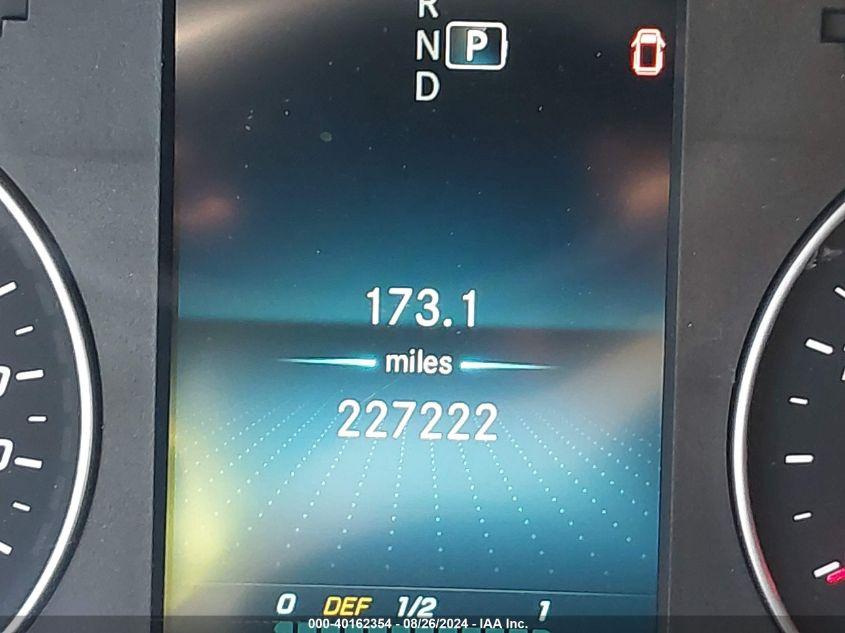 R
N P
D
173.1
miles
227222
0 DEF 1/2 1
000-40162354 - 08/26/2024 - IAA Inc.